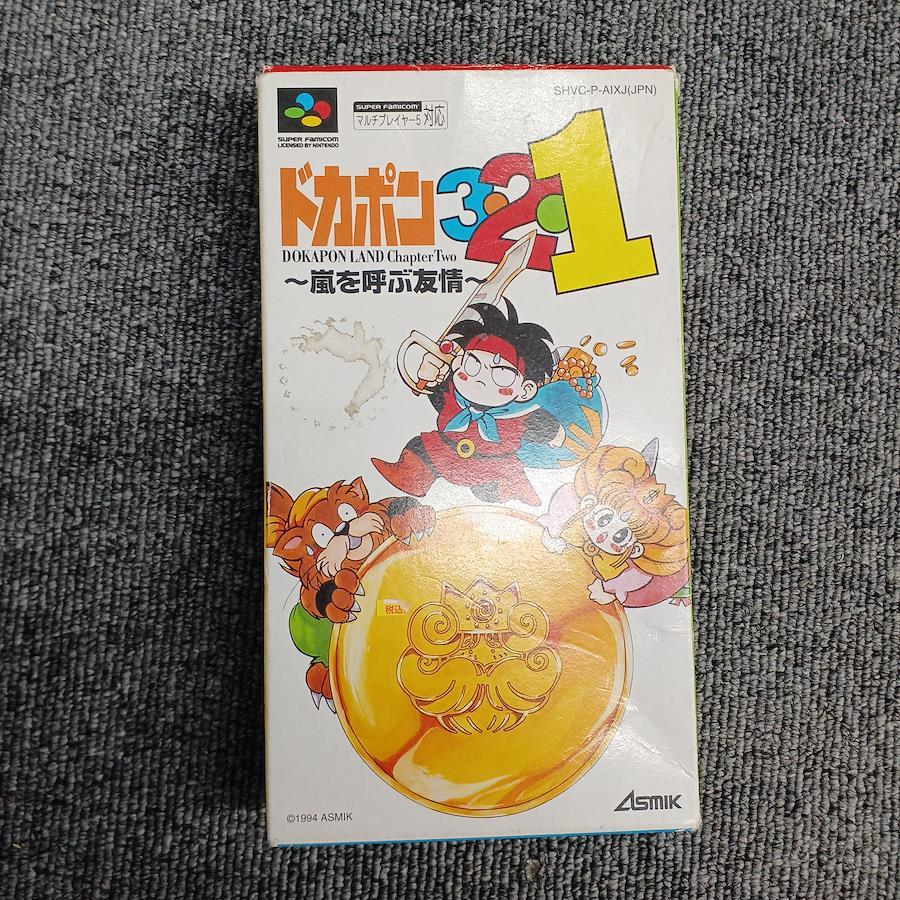 SHVC-P-AIXJ(JPN)
SUPER FAMICOM
LICENSED BY NINTENDO
SUPER FAMICOM
マルチプレイヤー5対応
ドカポン3・2・1
DOKAPON LAND Chapter Two
～嵐を呼ぶ友情～
税込
©1994 ASMIK
ASMIK